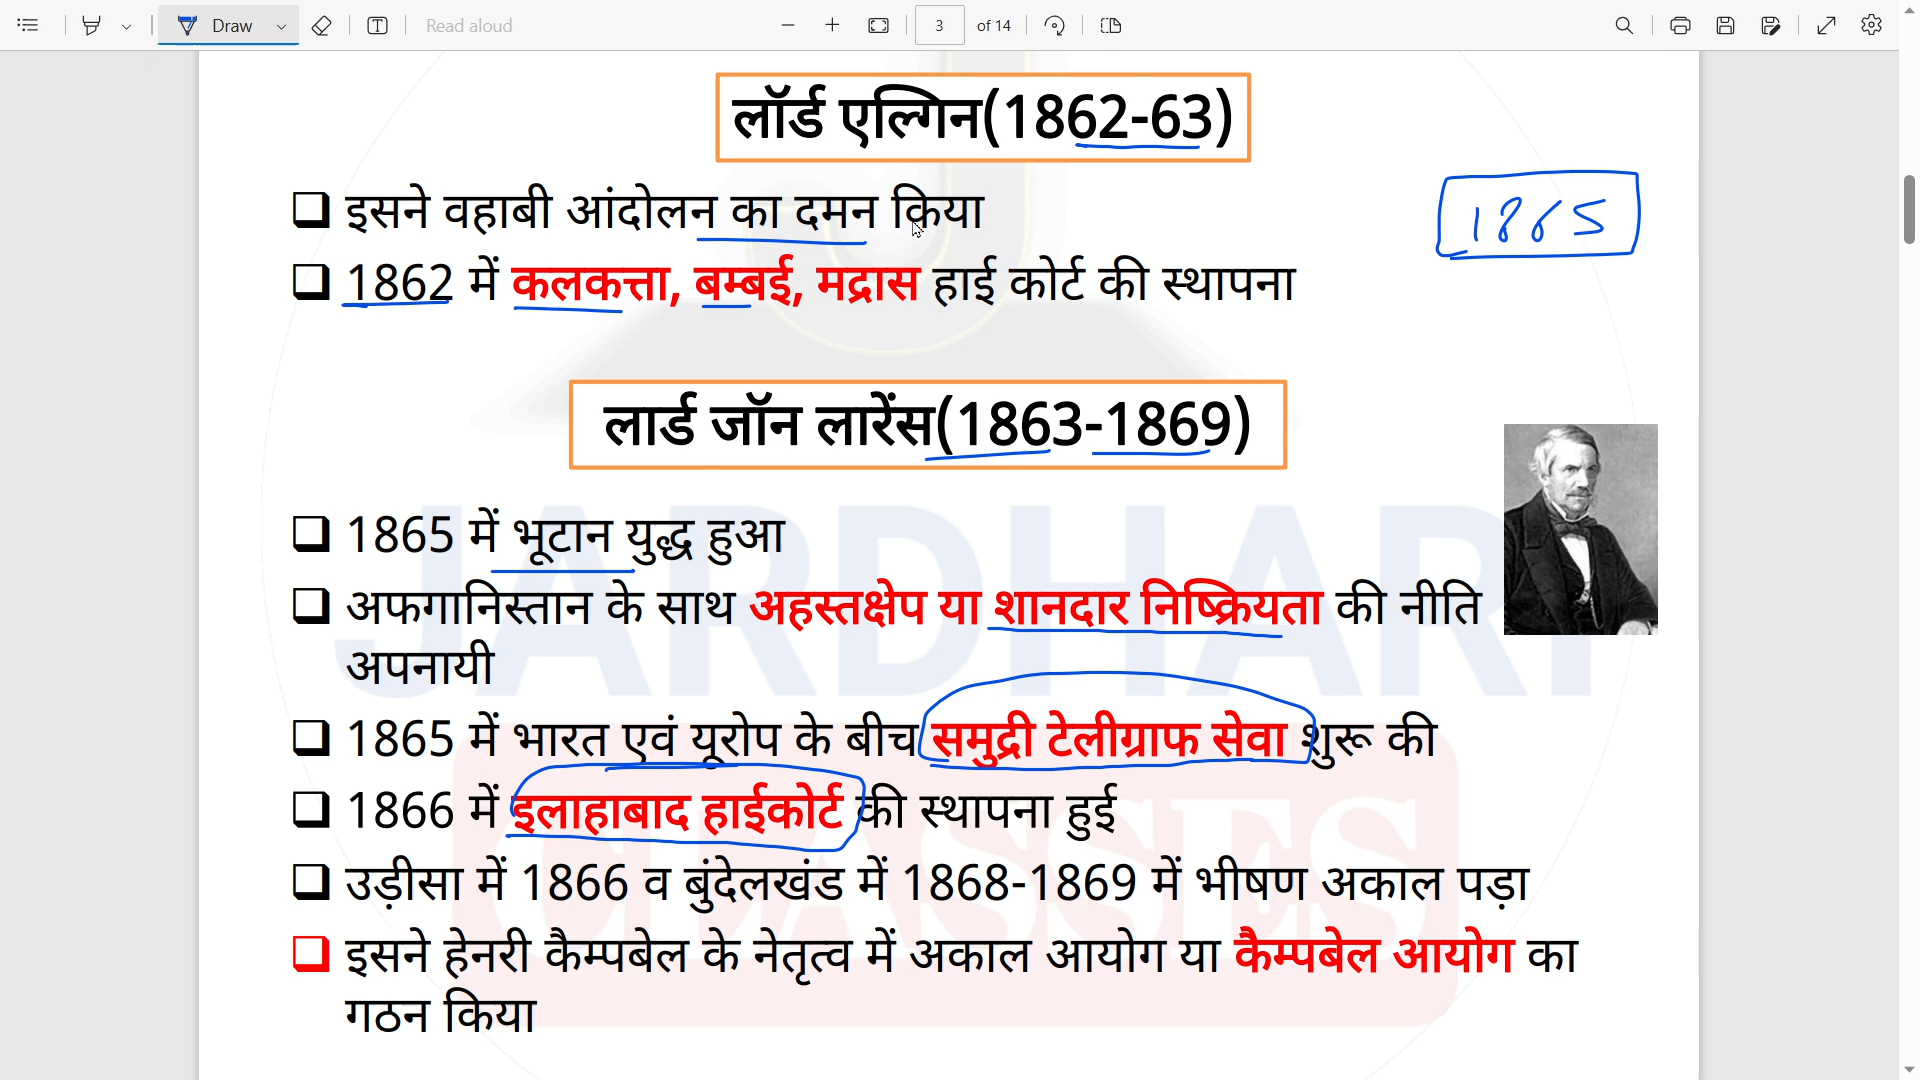 Draw
Read aloud
3 of 14
लॉर्ड एल्गिन(1862-63)
इसने वहाबी आंदोलन का दमन किया
1865
1862 में कलकत्ता, बम्बई, मद्रास हाई कोर्ट की स्थापना
लार्ड जॉन लारेंस(1863-1869)
1865 में भूटान युद्ध हुआ
अफगानिस्तान के साथ अहस्तक्षेप या शानदार निष्क्रियता की नीति
अपनायी
1865 में भारत एवं यूरोप के बीच समुद्री टेलीग्राफ सेवा शुरू की
1866 में इलाहाबाद हाईकोर्ट की स्थापना हुई
उड़ीसा में 1866 व बुंदेलखंड में 1868-1869 में भीषण अकाल पड़ा
इसने हेनरी कैम्पबेल के नेतृत्व में अकाल आयोग या कैम्पबेल आयोग का
गठन किया
JARDHARI
CLASSES